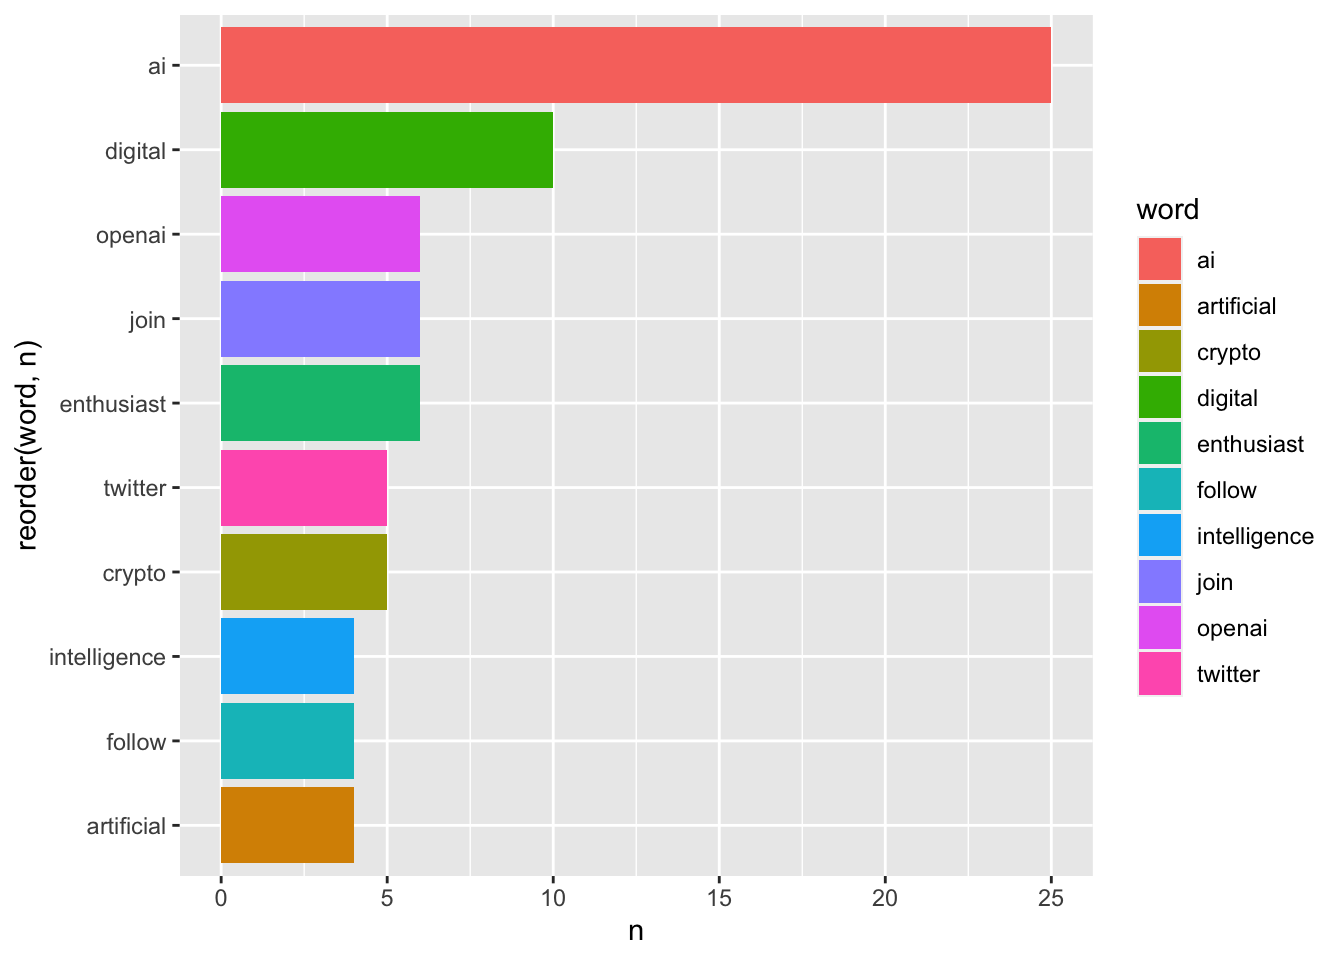 ai
digital
openai
join
enthusiast
twitter
crypto
intelligence
follow
artificial
reorder(word, n)
0 5 10 15 20 25
n
word
ai
artificial
crypto
digital
enthusiast
follow
intelligence
join
openai
twitter